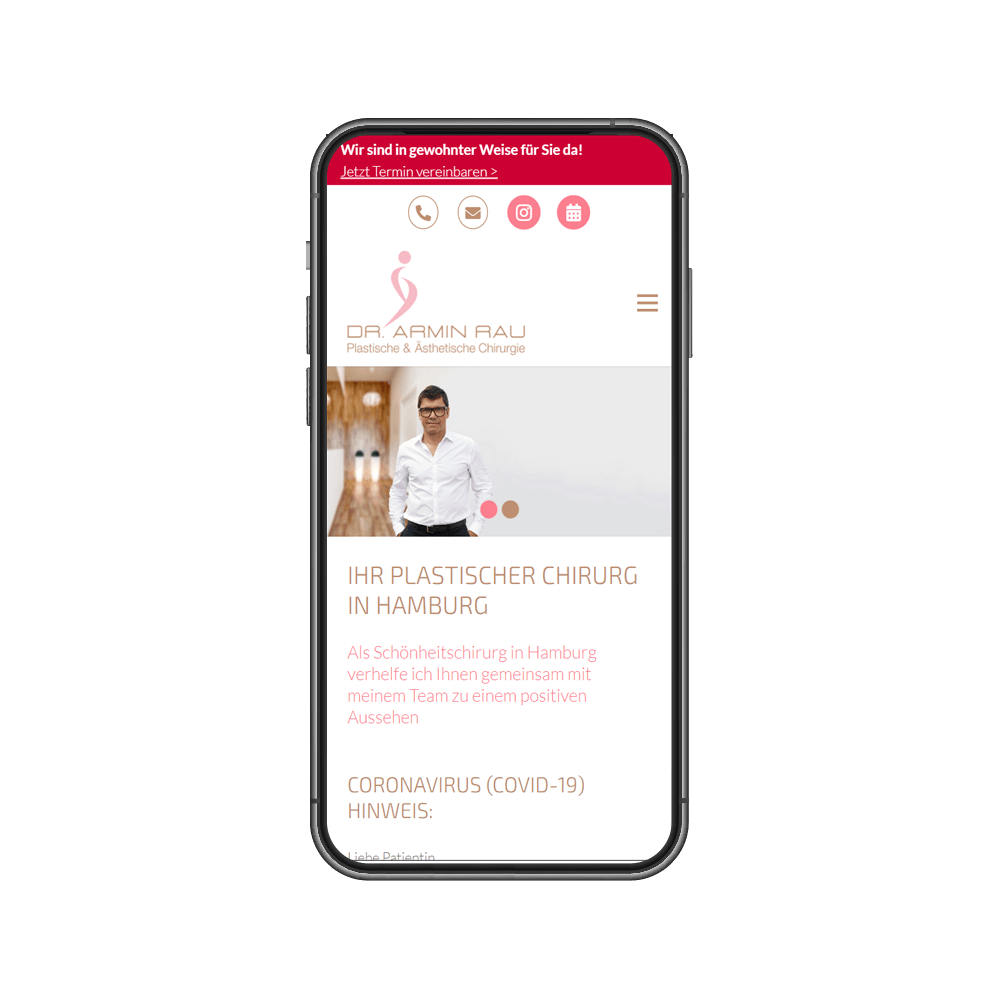 Wir sind in gewohnter Weise für Sie da!
Jetzt Termin vereinbaren >
DR. ARMIN RAU
Plastische & Ästhetische Chirurgie
IHR PLASTISCHER CHIRURG
IN HAMBURG
Als Schönheitschirurg in Hamburg
verhelfe ich Ihnen gemeinsam mit
meinem Team zu einem positiven
Aussehen
CORONAVIRUS (COVID-19)
HINWEIS:
Liebe Patientin